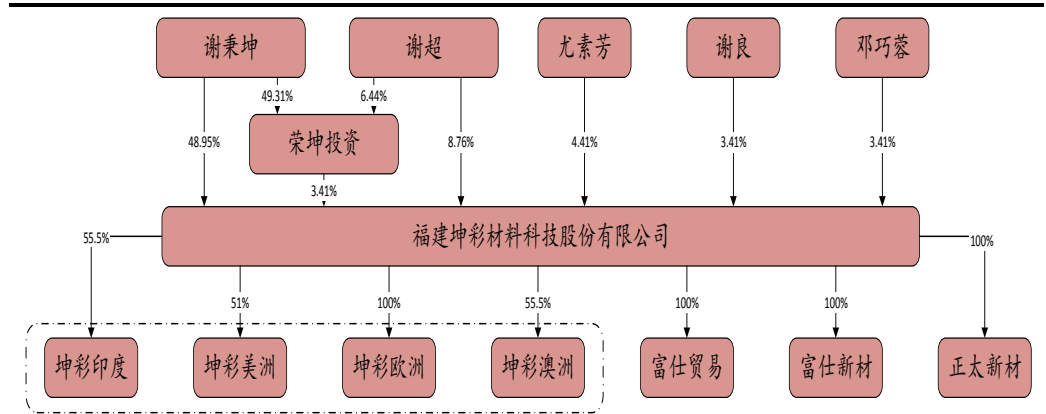 谢秉坤
谢超
尤素芳
谢良
邓巧蓉
49.31%
6.44%
荣坤投资
48.95%
8.76%
4.41%
3.41%
3.41%
3.41%
福建坤彩材料科技股份有限公司
55.5%
100%
51%
100%
55.5%
100%
100%
坤彩印度
坤彩美洲
坤彩欧洲
坤彩澳洲
富仕贸易
富仕新材
正太新材